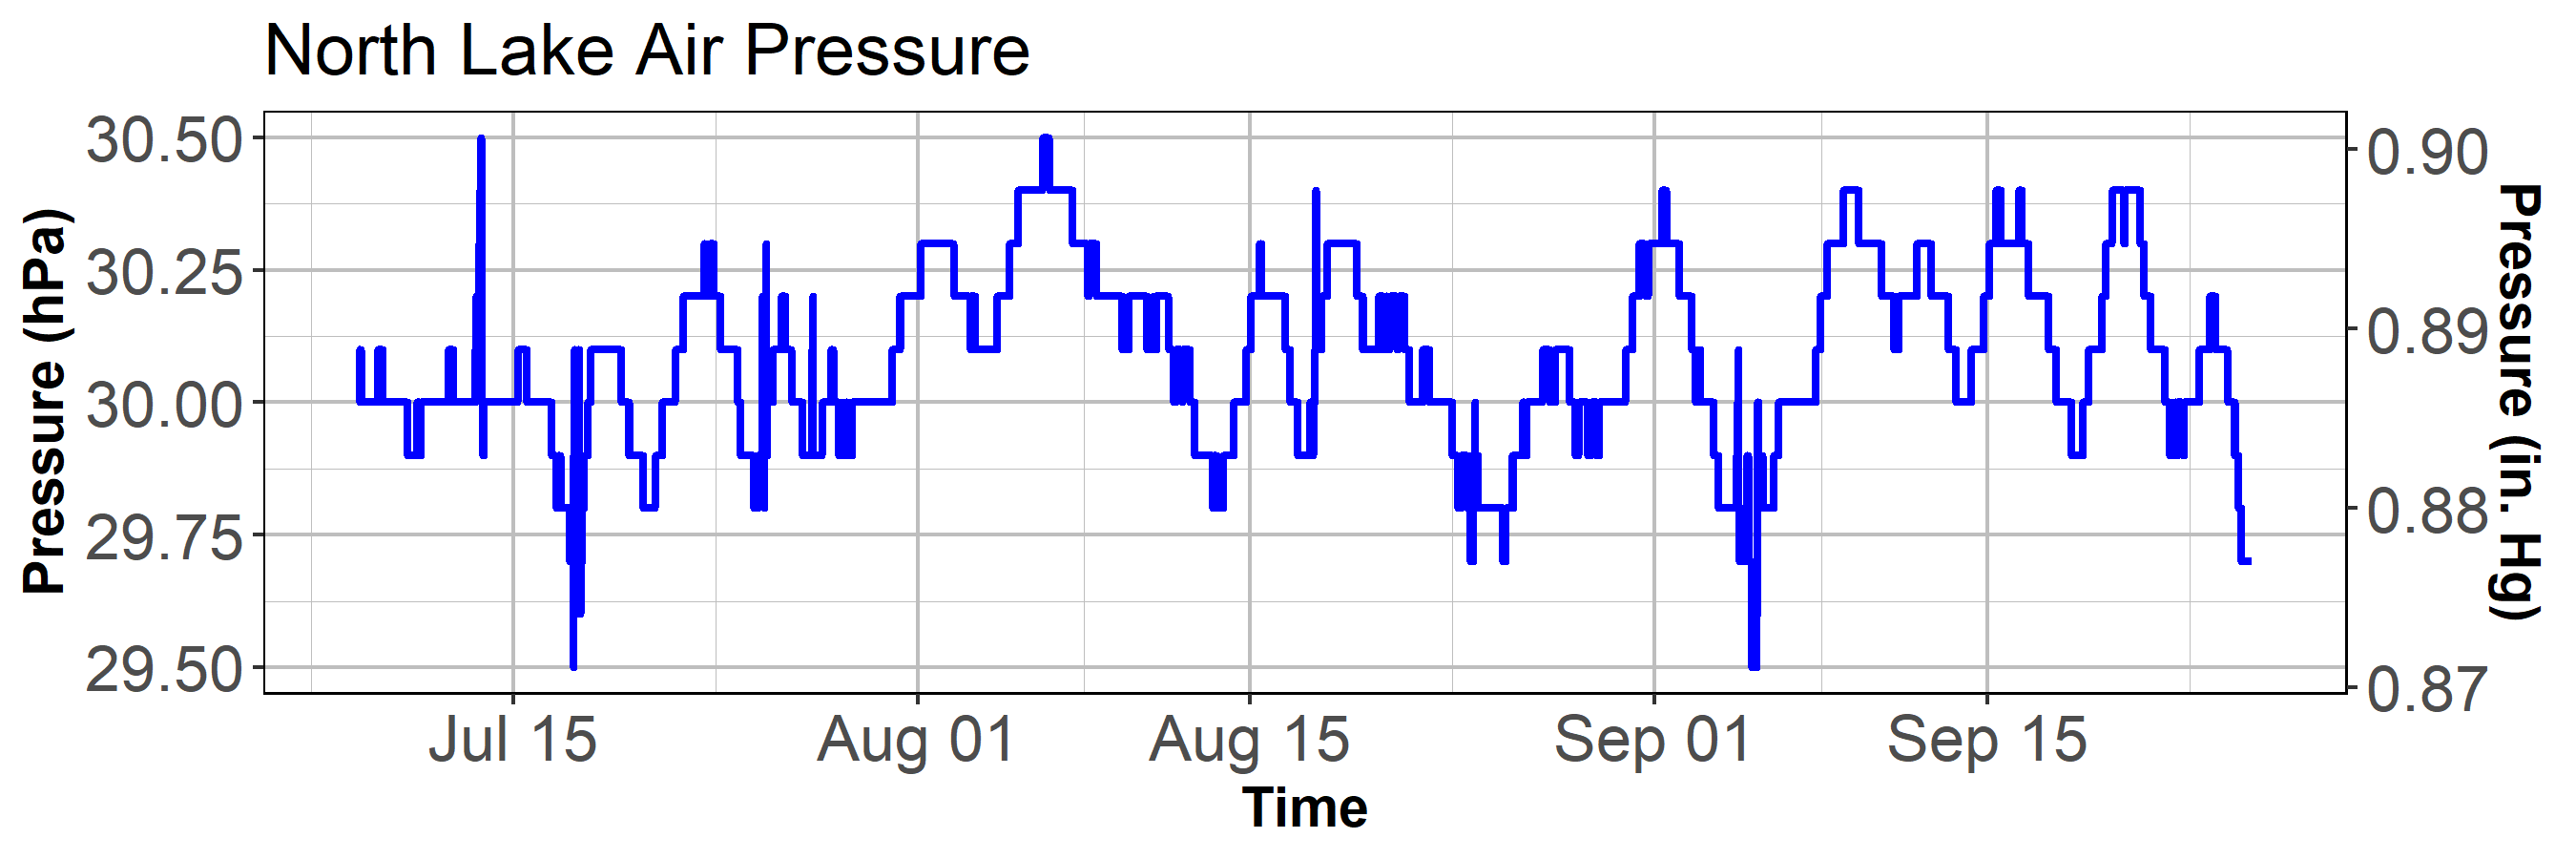 North Lake Air Pressure
Pressure (hPa)
30.50
30.25
30.00
29.75
29.50
0.90
0.89
0.88
0.87
Pressure (in. Hg)
Jul 15 Aug 01 Aug 15 Sep 01 Sep 15
Time